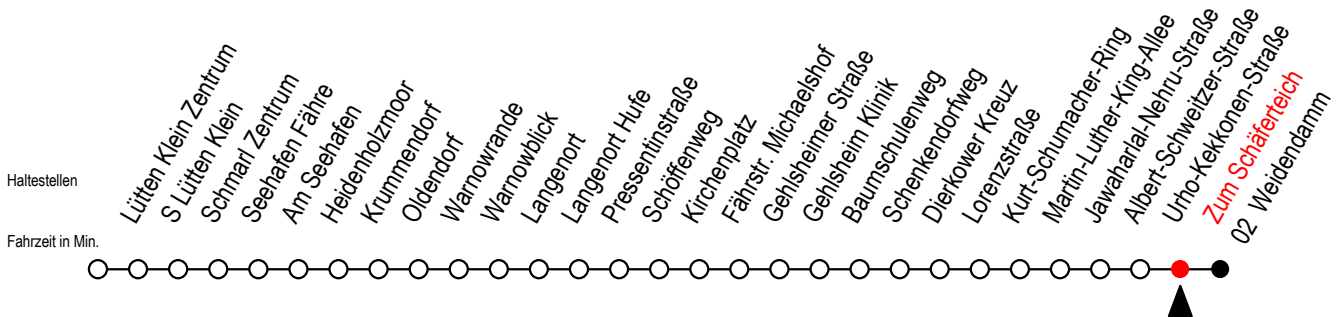 Haltestellen
Fahrzeit in Min.
Lütten Klein Zentrum
S Lütten Klein
Schmarl Zentrum
Seehafen Fähre
Am Seehafen
Heidenholzmoor
Krummendorf
Oldendorf
Warnowrande
Warnowblick
Langenort
Langenort Hufe
Pressentinstraße
Schöffenweg
Kirchenplatz
Fährstr. Michaelshof
Gehlsheimer Straße
Gehlsheim Klinik
Baumschulenweg
Schenkendorfweg
Dierkower Kreuz
Lorenzstraße
Kurt-Schumacher-Ring
Martin-Luther-King-Allee
Jawaharlal-Nehru-Straße
Albert-Schweitzer-Straße
Urho-Kekkonen-Straße
Zum Schäferteich
02 Weidendamm